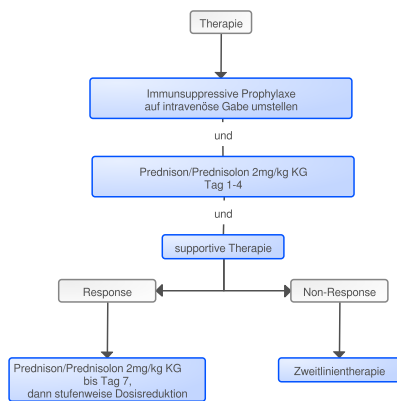 Therapie
Immunsuppressive Prophylaxe
auf intravenöse Gabe umstellen
und
Prednison/Prednisolon 2mg/kg KG
Tag 1-4
und
supportive Therapie
Response
Non-Response
Prednison/Prednisolon 2mg/kg KG
bis Tag 7,
dann stufenweise Dosisreduktion
Zweitlinientherapie